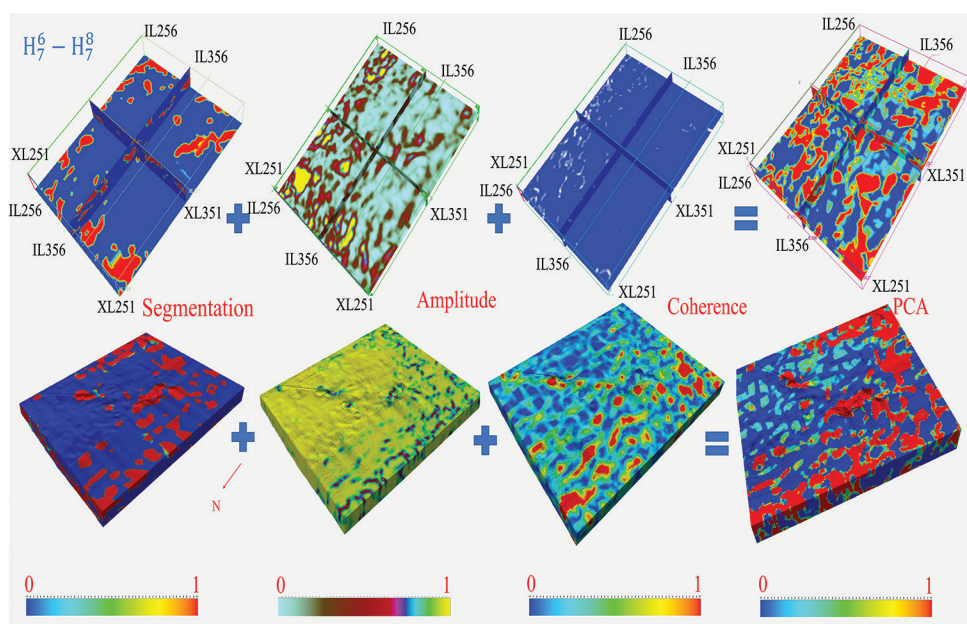 H₇⁶ − H₇⁸
IL256
IL356
XL251
IL256
IL356
XL351
XL251
+
IL256
IL356
XL251
IL256
IL356
XL351
XL251
+
IL256
IL356
XL251
IL256
IL356
XL351
XL251
=
IL256
IL356
XL251
IL256
IL356
XL351
XL251
Segmentation
Amplitude
Coherence
PCA
+
+
=
N
0 1
0 1
0 1
0 1